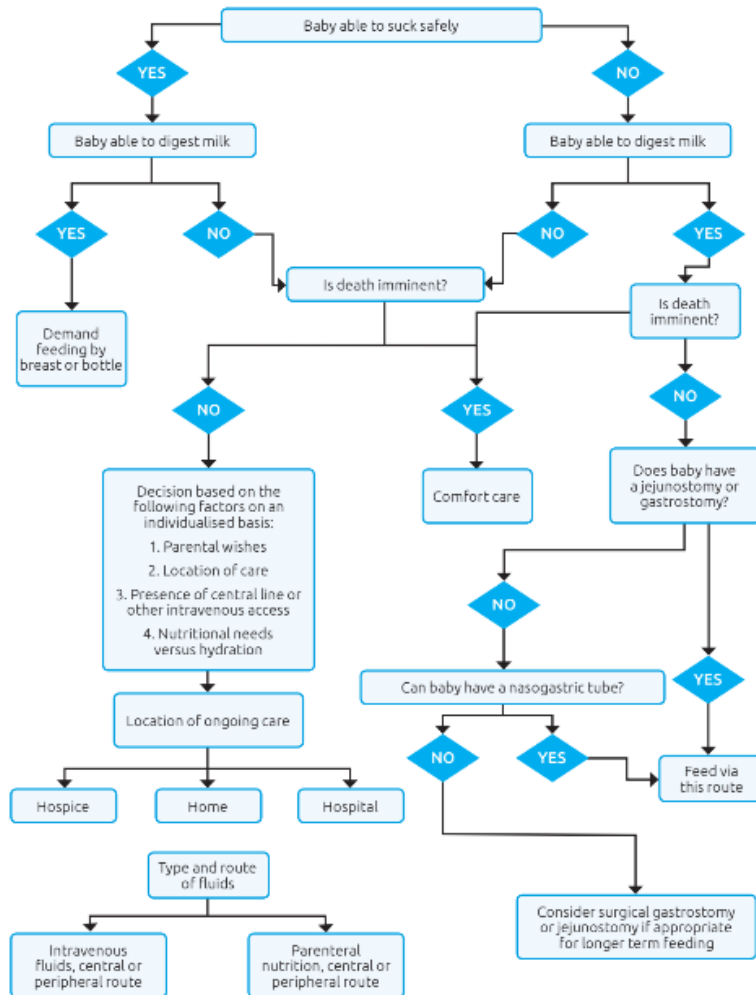 Baby able to suck safely
YES
NO
Baby able to digest milk
Baby able to digest milk
YES
NO
NO
YES
Is death imminent?
Is death
imminent?
Demand
feeding by
breast or bottle
NO
YES
NO
Decision based on the
following factors on an
individualised basis:
1. Parental wishes
2. Location of care
3. Presence of central line or
other intravenous access
4. Nutritional needs
versus hydration
Comfort care
Does baby have
a jejunostomy or
gastrostomy?
NO
YES
Can baby have a nasogastric tube?
Location of ongoing care
NO
YES
Feed via
this route
Hospice
Home
Hospital
Type and route
of fluids
Consider surgical gastrostomy
or jejunostomy if appropriate
for longer term feeding
Intravenous
fluids, central or
peripheral route
Parenteral
nutrition, central or
peripheral route